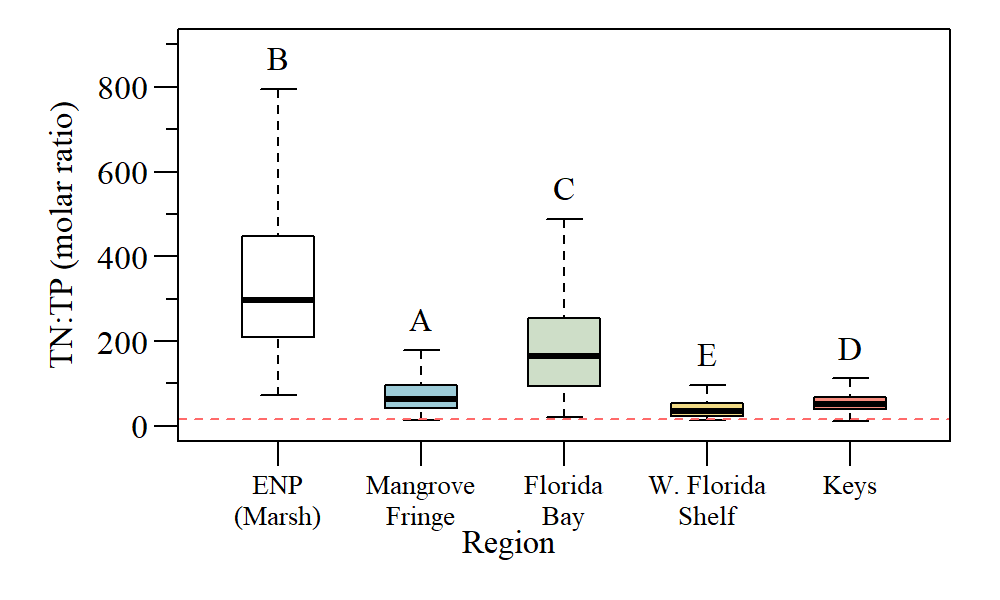 TN:TP (molar ratio)
800
600
400
200
0
B
A
C
E
D
ENP
(Marsh)
Mangrove
Fringe
Florida
Bay
W. Florida
Shelf
Keys
Region